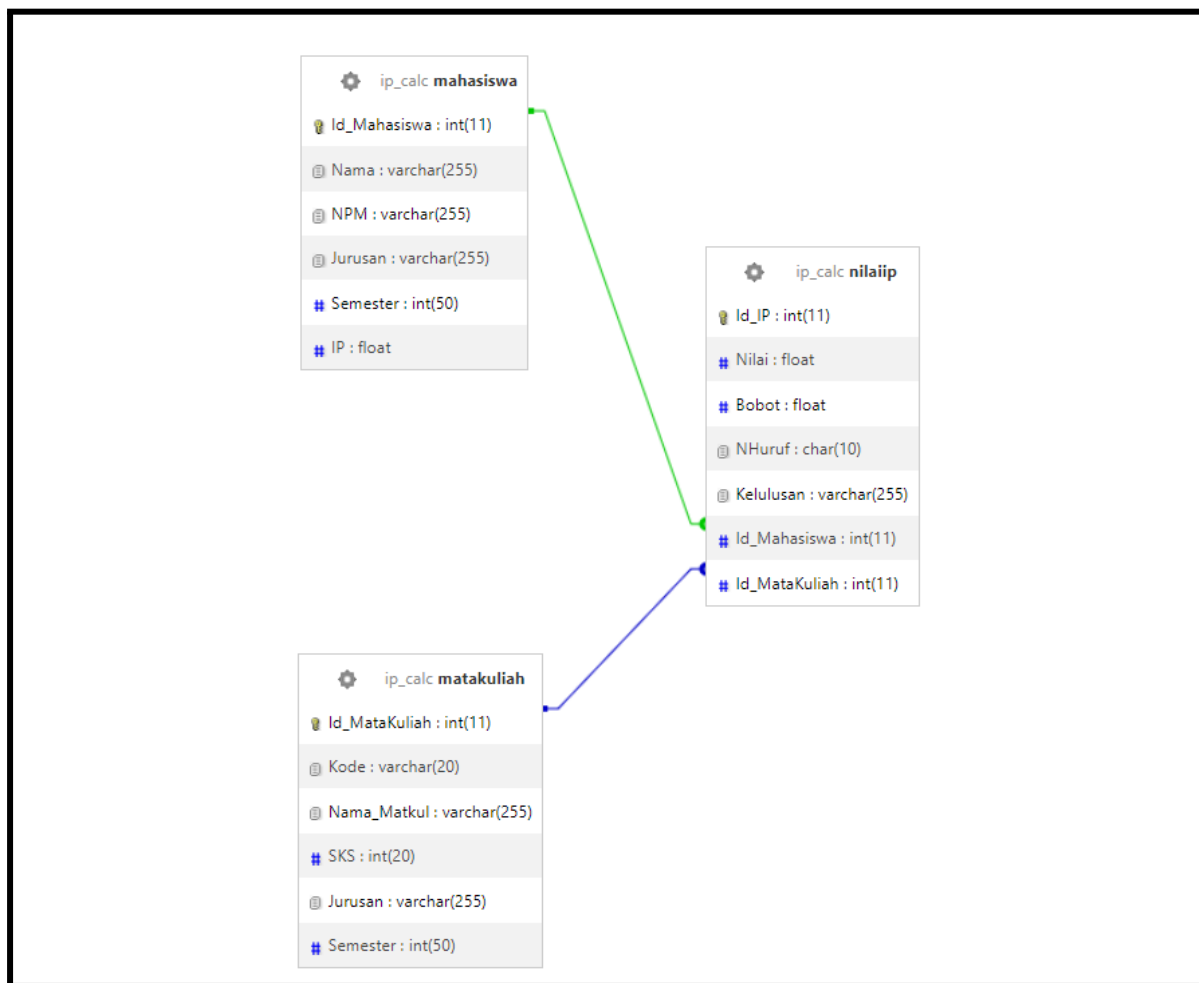 ip_calc mahasiswa
Id_Mahasiswa : int(11)
Nama : varchar(255)
NPM : varchar(255)
Jurusan : varchar(255)
# Semester : int(50)
# IP : float
ip_calc nilaiip
Id_IP : int(11)
# Nilai : float
# Bobot : float
NHuruf : char(10)
Kelulusan : varchar(255)
# Id_Mahasiswa : int(11)
# Id_MataKuliah : int(11)
ip_calc matakuliah
Id_MataKuliah : int(11)
Kode : varchar(20)
Nama_Matkul : varchar(255)
# SKS : int(20)
Jurusan : varchar(255)
# Semester : int(50)